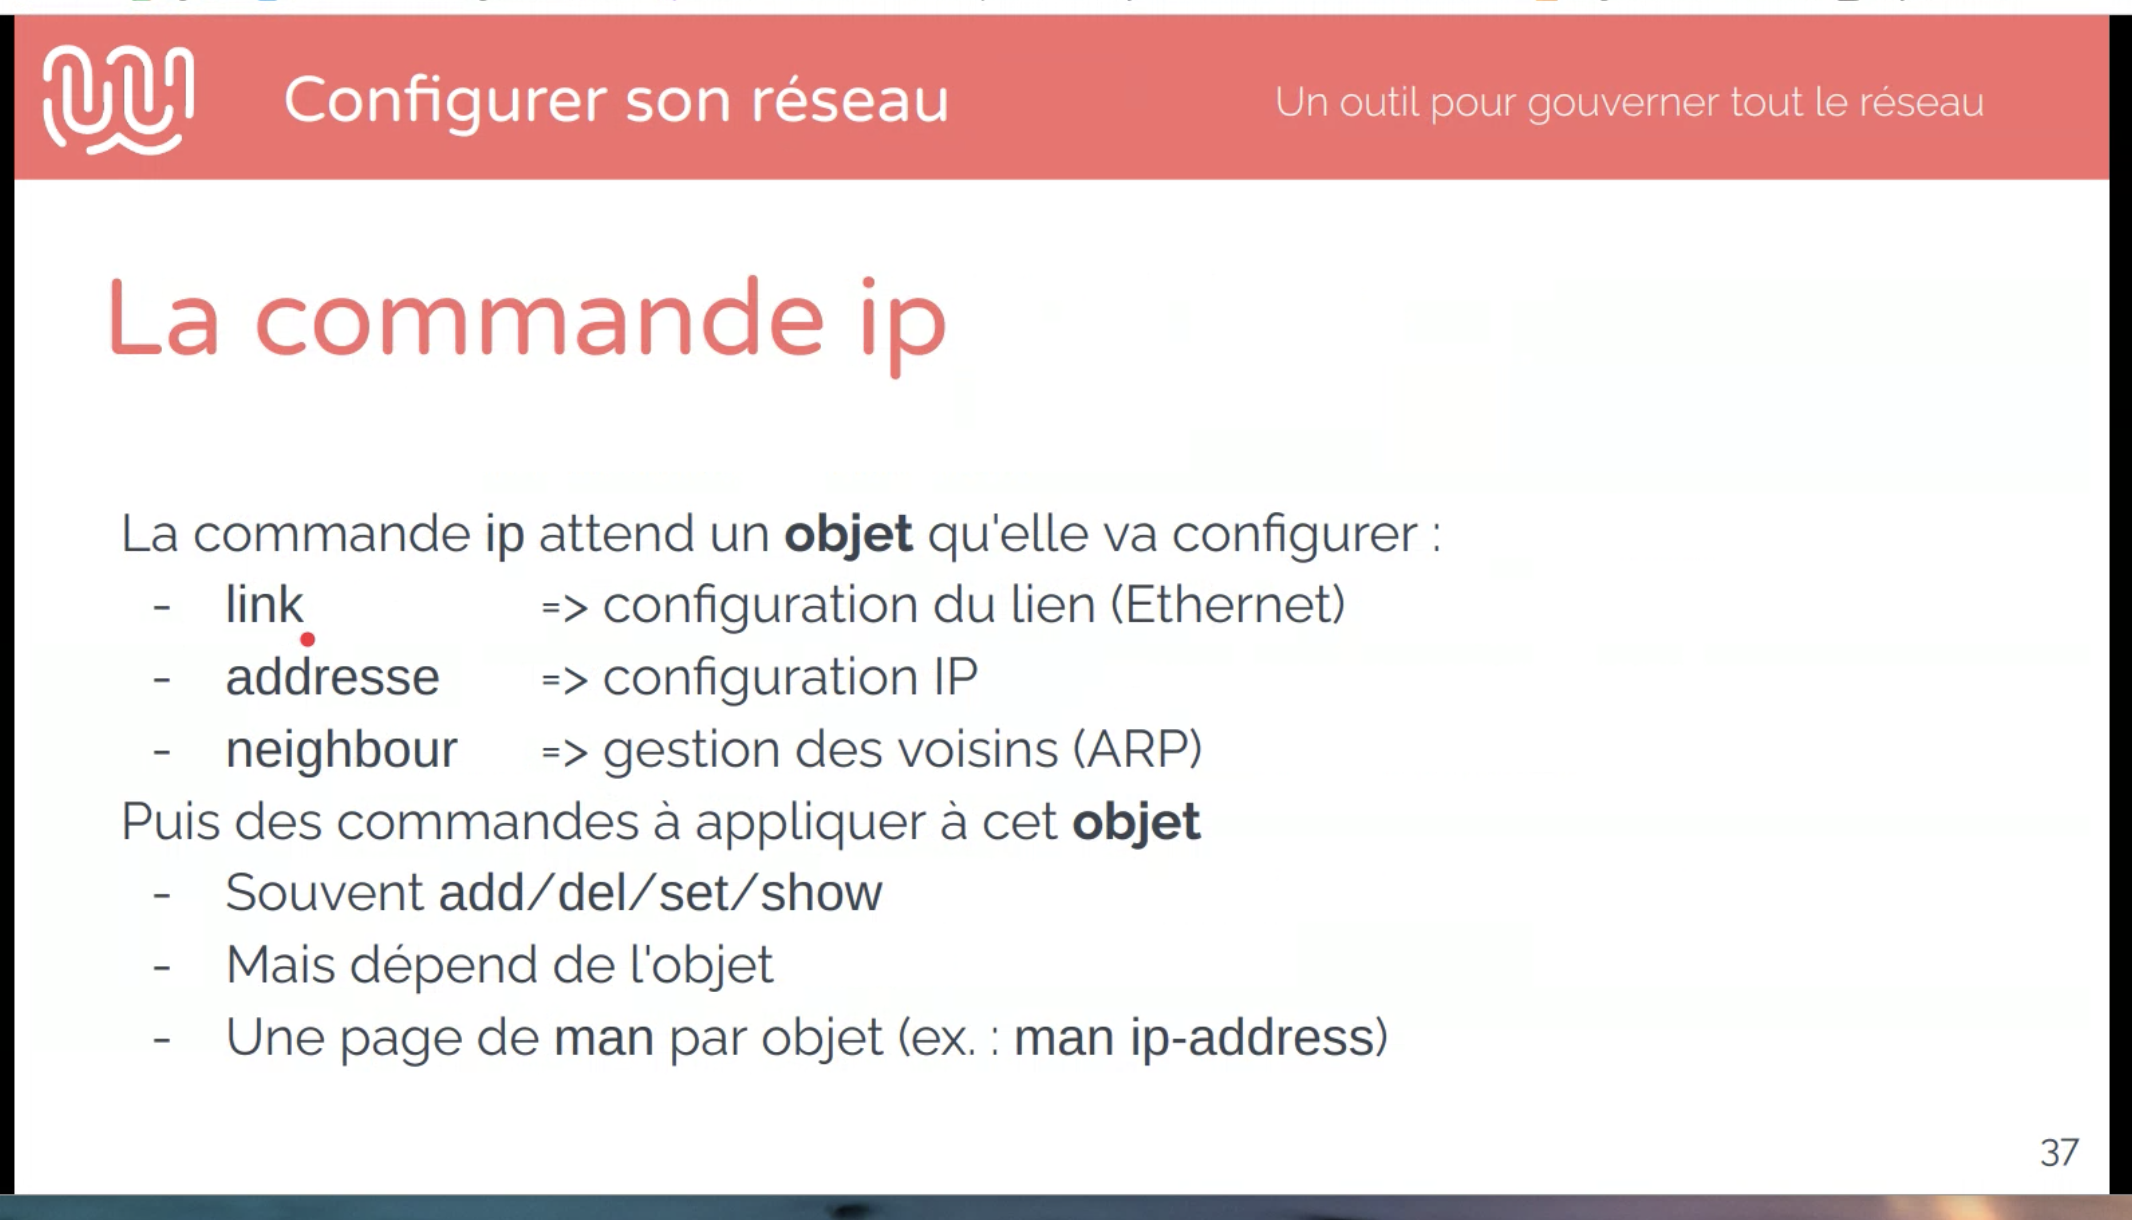 Configurer son réseau
Un outil pour gouverner tout le réseau
La commande ip
La commande ip attend un objet qu'elle va configurer :
- link => configuration du lien (Ethernet)
- addresse => configuration IP
- neighbour => gestion des voisins (ARP)
Puis des commandes à appliquer à cet objet
- Souvent add/del/set/show
- Mais dépend de l'objet
- Une page de man par objet (ex. : man ip-address)
37